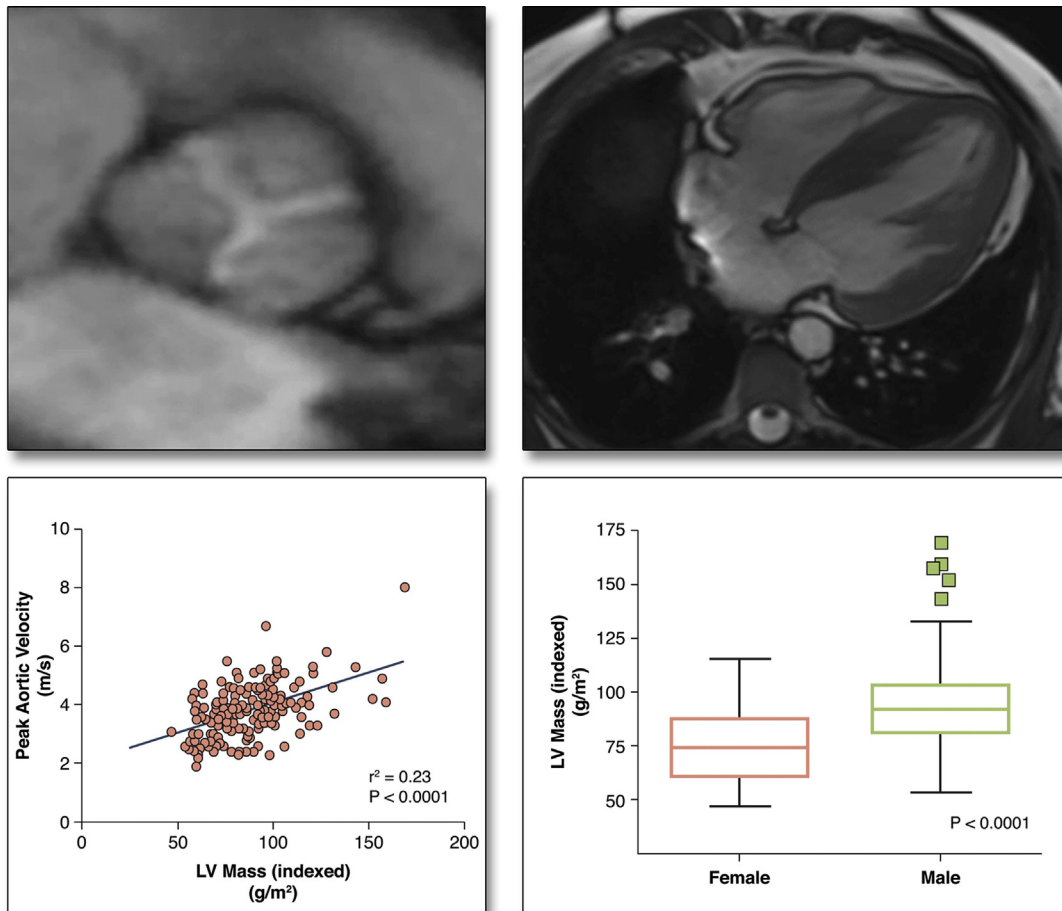 10
8
6
4
2
0
Peak Aortic Velocity
(m/s)
r² = 0.23
P < 0.0001
0 50 100 150 200
LV Mass (indexed)
(g/m²)
175
150
125
100
75
50
LV Mass (indexed)
(g/m²)
P < 0.0001
Female Male